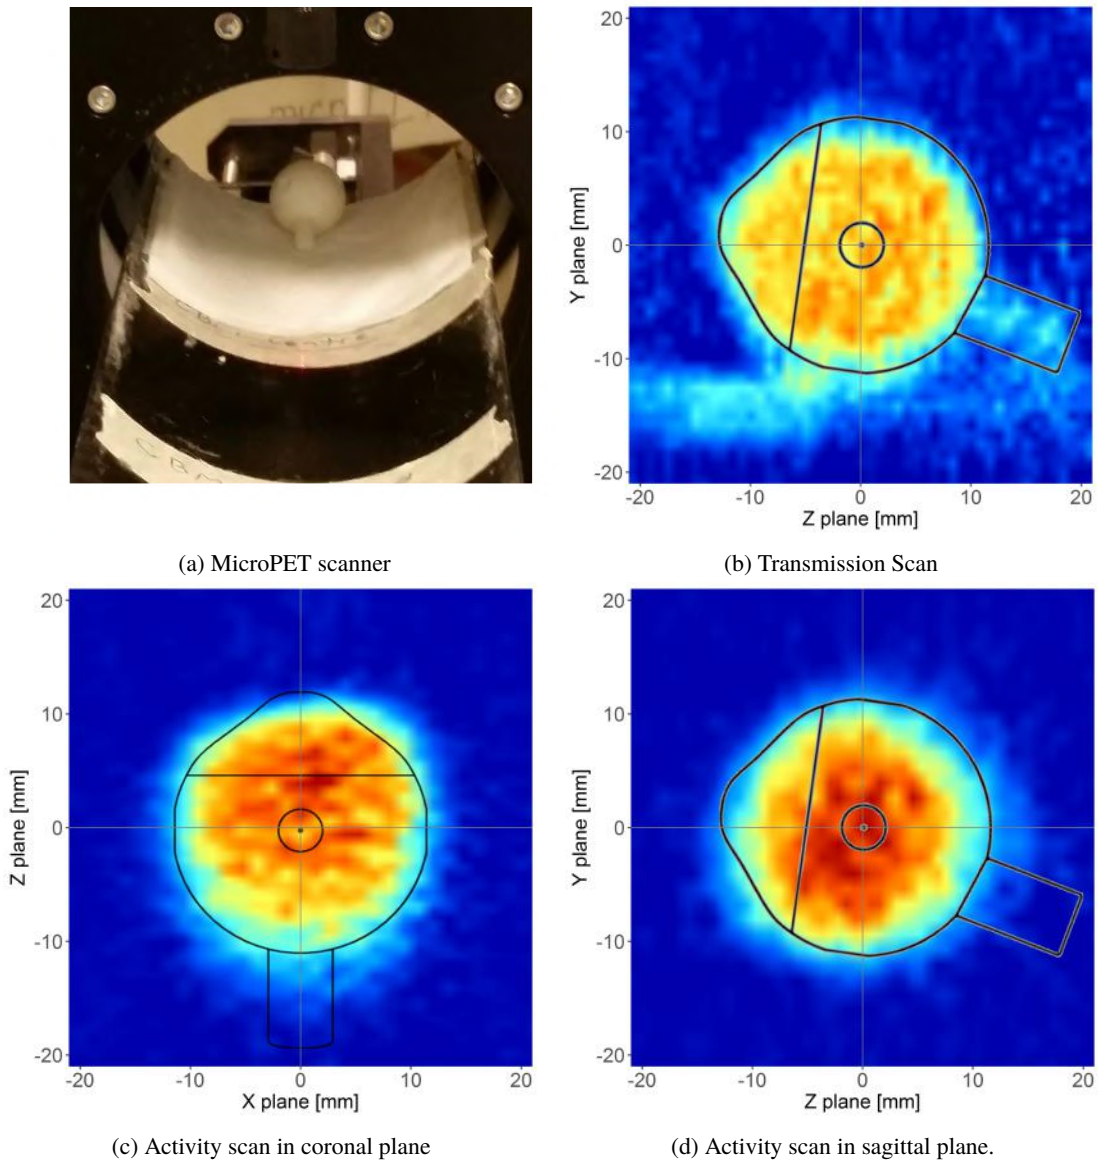 micr
20
10
0
-10
-20
Y plane [mm]
-20 -10 0 10 20
Z plane [mm]
(a) MicroPET scanner
(b) Transmission Scan
20
10
0
-10
-20
Z plane [mm]
-20 -10 0 10 20
X plane [mm]
20
10
0
-10
-20
Y plane [mm]
-20 -10 0 10 20
Z plane [mm]
(c) Activity scan in coronal plane
(d) Activity scan in sagittal plane.